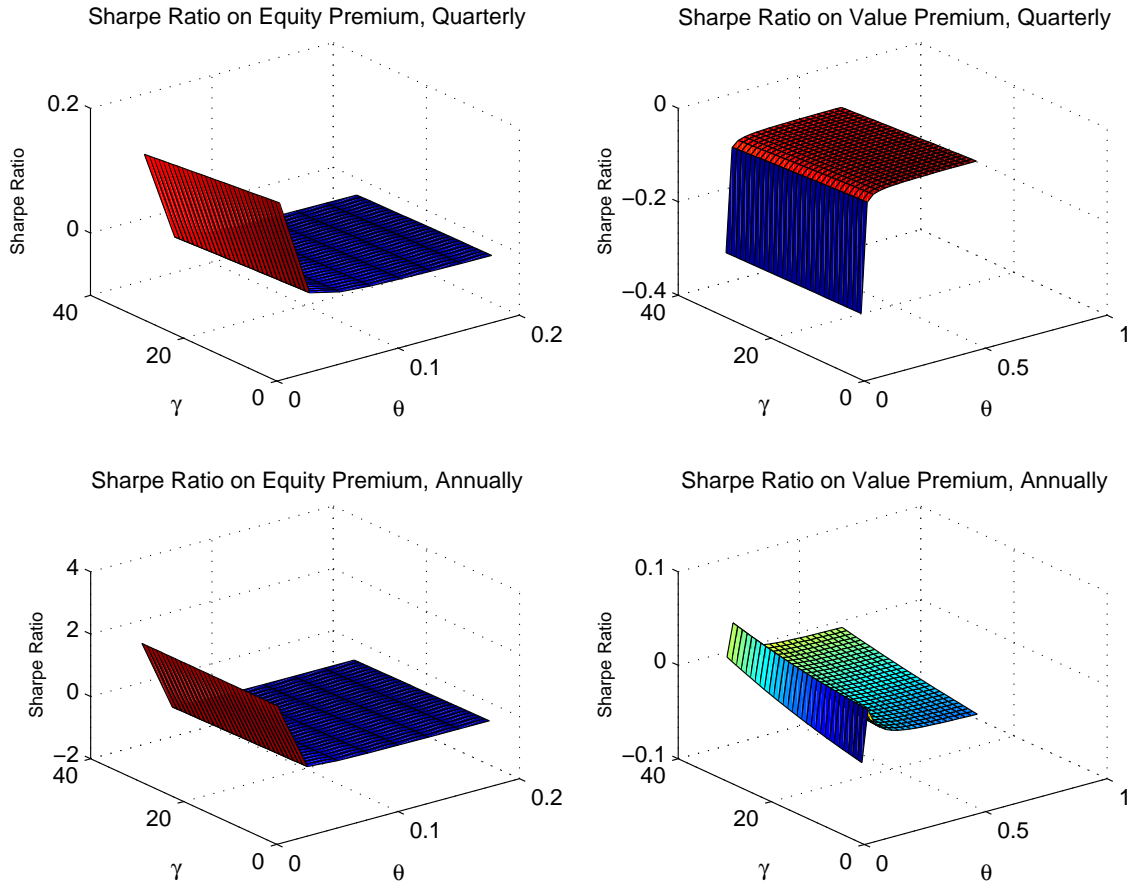 Sharpe Ratio on Equity Premium, Quarterly
0.2
0
40
20
0
0
0.1
0.2
Sharpe Ratio
γ
θ
Sharpe Ratio on Value Premium, Quarterly
0
−0.2
−0.4
40
20
0
0
0.5
1
Sharpe Ratio
γ
θ
Sharpe Ratio on Equity Premium, Annually
4
2
0
−2
40
20
0
0
0.1
0.2
Sharpe Ratio
γ
θ
Sharpe Ratio on Value Premium, Annually
0.1
0
−0.1
40
20
0
0
0.5
1
Sharpe Ratio
γ
θ